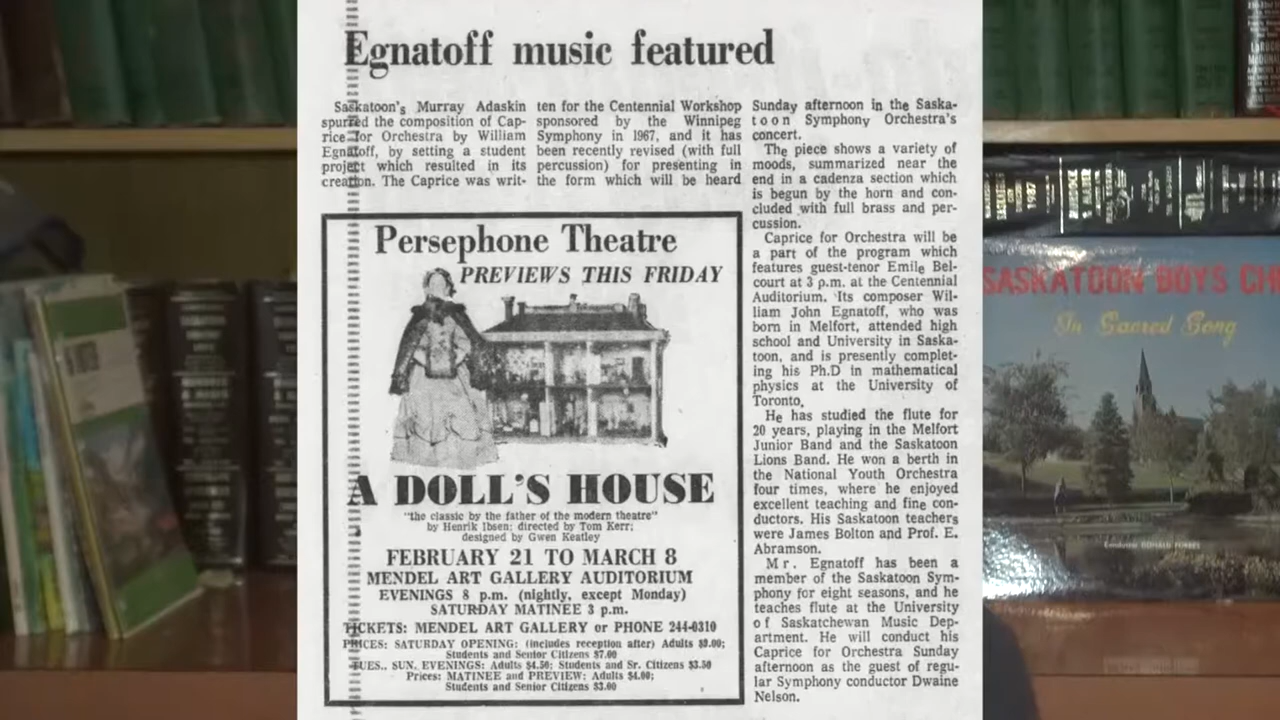 Egnatoff music featured
Saskatoon's Murray Adaskin
spurred the composition of Cap-
rice for Orchestra by William
Egnatoff, by setting a student
project which resulted in its
creation. The Caprice was writ-
ten for the Centennial Workshop
sponsored by the Winnipeg
Symphony in 1967, and it has
been recently revised (with full
percussion) for presenting in
the form which will be heard
Sunday afternoon in the Saska-
toon Symphony Orchestra's
concert.
The piece shows a variety of
moods, summarized near the
end in a cadenza section which
is begun by the horn and con-
cluded with full brass and per-
cussion.
Caprice for Orchestra will be
a part of the program which
features guest-tenor Emile Bel-
court at 3 p.m. at the Centennial
Auditorium. Its composer Wil-
liam John Egnatoff, who was
born in Melfort, attended high
school and University in Saska-
toon, and is presently complet-
ing his Ph.D in mathematical
physics at the University of
Toronto,
He has studied the flute for
20 years, playing in the Melfort
Junior Band and the Saskatoon
Lions Band. He won a berth in
the National Youth Orchestra
four times, where he enjoyed
excellent teaching and fine con-
ductors. His Saskatoon teachers
were James Bolton and Prof. E.
Abramson.
Mr. Egnatoff has been a
member of the Saskatoon Sym-
phony for eight seasons, and he
teaches flute at the University
of Saskatchewan Music Dep-
artment. He will conduct his
Caprice for Orchestra Sunday
afternoon as the guest of regu-
lar Symphony conductor Dwaine
Nelson.
Persephone Theatre
PREVIEWS THIS FRIDAY
A DOLL'S HOUSE
"the classic by the father of the modern theatre"
by Henrik Ibsen; directed by Tom Kerr;
designed by Gwen Keatley
FEBRUARY 21 TO MARCH 8
MENDEL ART GALLERY AUDITORIUM
EVENINGS 8 p.m. (nightly, except Monday)
SATURDAY MATINEE 3 p.m.
TICKETS: MENDEL ART GALLERY or PHONE 244-0310
PRICES: SATURDAY OPENING: (includes reception after) Adults $9.00;
Students and Senior Citizens $7.00
TUES., SUN. EVENINGS: Adults $4.50; Students and Sr. Citizens $3.50
Prices: MATINEE and PREVIEW: Adults $4.00;
Students and Senior Citizens $3.00
SASKATOON BOYS CH
In Sacred Song
Conductor DONALD FORBES